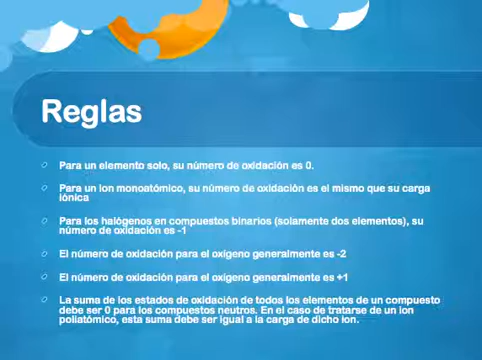 Reglas
Para un elemento solo, su número de oxidación es 0.
Para un ion monoatómico, su número de oxidación es el mismo que su carga
iónica
Para los halógenos en compuestos binarios (solamente dos elementos), su
número de oxidación es -1
El número de oxidación para el oxígeno generalmente es -2
El número de oxidación para el oxígeno generalmente es +1
La suma de los estados de oxidación de todos los elementos de un compuesto
debe ser 0 para los compuestos neutros. En el caso de tratarse de un ion
poliatómico, esta suma debe ser igual a la carga de dicho ion.